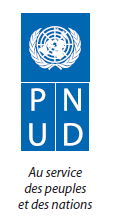 P N
U D
Au service
des peuples
et des nations